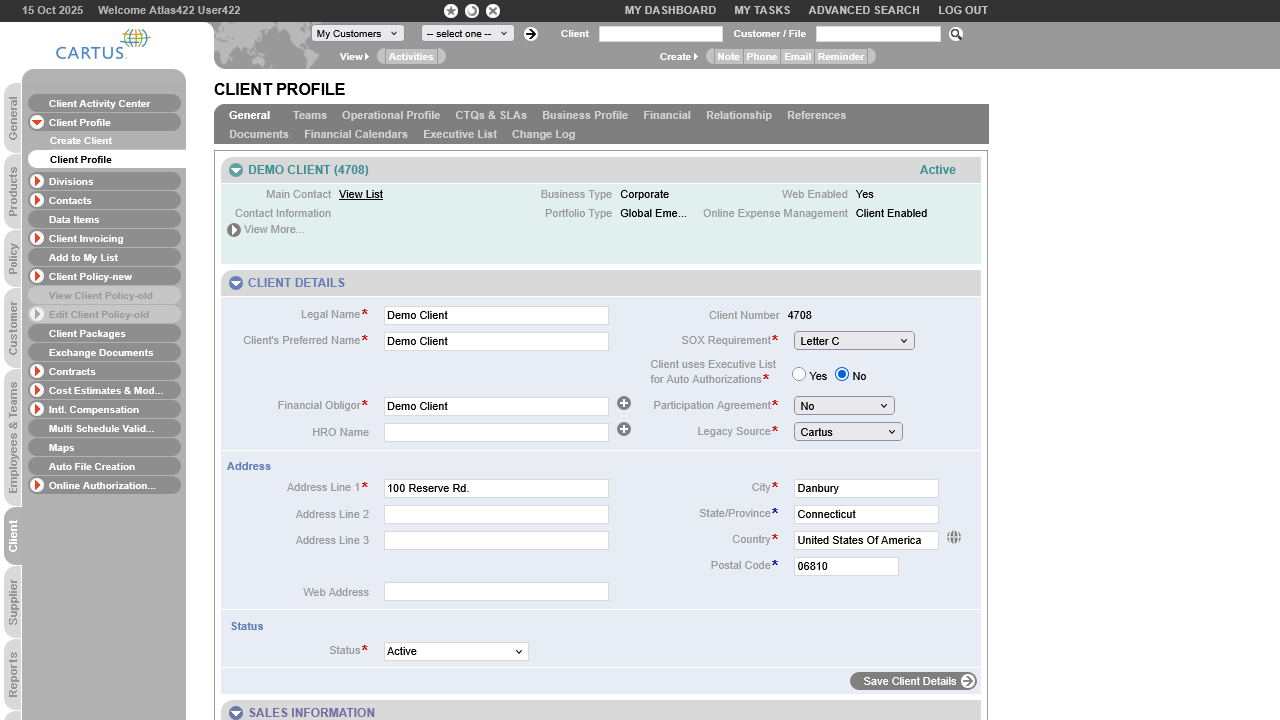 15 Oct 2025 Welcome Atlas422 User422 MY DASHBOARD MY TASKS ADVANCED SEARCH LOG OUT
CARTUS
My Customers -- select one -- Client Customer / File
View Activities Create Note Phone Email Reminder
General
Products
Policy
Customer
Employees & Teams
Client
Supplier
Reports
Client Activity Center
Client Profile
Create Client
Client Profile
Divisions
Contacts
Data Items
Client Invoicing
Add to My List
Client Policy-new
View Client Policy-old
Edit Client Policy-old
Client Packages
Exchange Documents
Contracts
Cost Estimates & Mod...
Intl. Compensation
Multi Schedule Valid...
Maps
Auto File Creation
Online Authorization...
CLIENT PROFILE
General Teams Operational Profile CTQs & SLAs Business Profile Financial Relationship References
Documents Financial Calendars Executive List Change Log
DEMO CLIENT (4708) Active
Main Contact View List Business Type Corporate Web Enabled Yes
Contact Information Portfolio Type Global Eme... Online Expense Management Client Enabled
View More...
CLIENT DETAILS
Legal Name* Demo Client Client Number 4708
Client's Preferred Name* Demo Client SOX Requirement* Letter C
Client uses Executive List
for Auto Authorizations* Yes No
Financial Obligor* Demo Client Participation Agreement* No
HRO Name Legacy Source* Cartus
Address
Address Line 1* 100 Reserve Rd. City* Danbury
Address Line 2 State/Province* Connecticut
Address Line 3 Country* United States Of America
Postal Code* 06810
Web Address
Status
Status* Active
Save Client Details
SALES INFORMATION